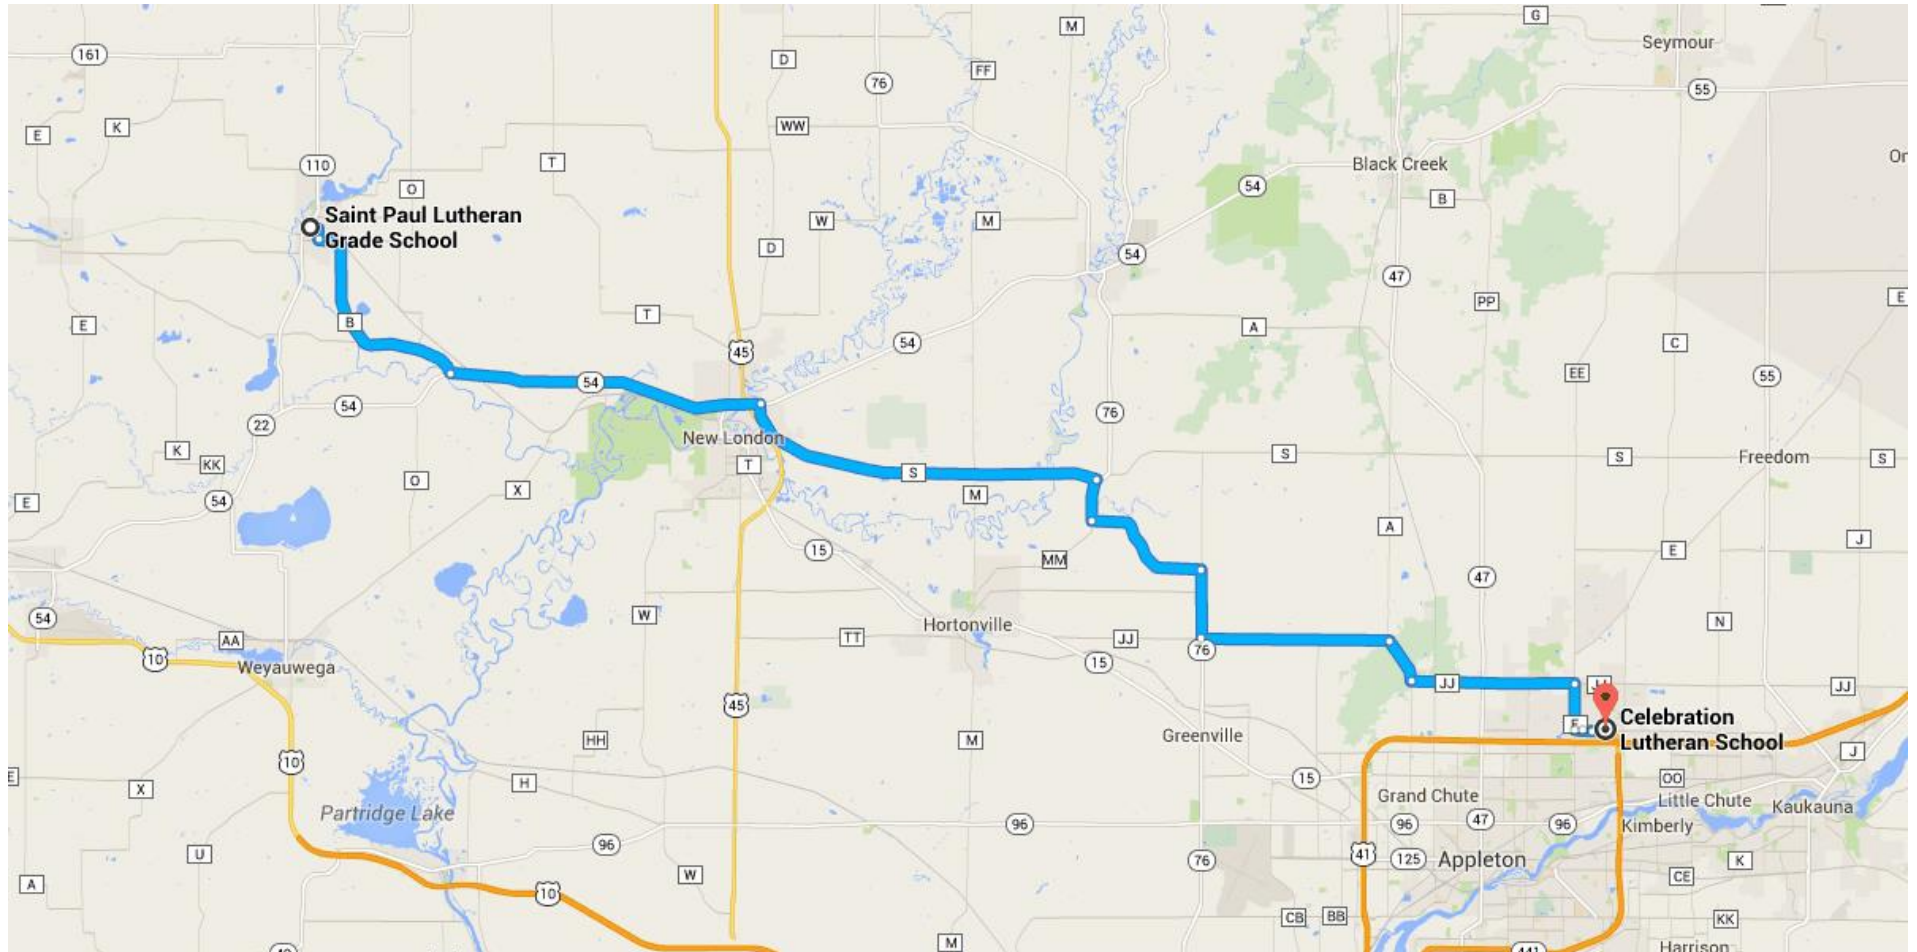 G
M
Seymour
161
D
FF
76
55
E
K
WW
110
T
Black Creek
O
54
B
Saint Paul Lutheran
Grade School
W
M
D
54
47
E
PP
B
T
A
E
45
54
C
EE
54
54
76
55
22
New London
K
KK
T
S
S
S
Freedom
S
O
X
M
E
54
A
J
15
MM
E
47
54
W
Hortonville
N
AA
TT
JJ
10
76
Weyauwega
15
JJ
JJ
JJ
45
Celebration
Lutheran School
HH
M
Greenville
J
10
15
OO
H
X
Grand Chute
Little Chute
Kaukauna
Partridge Lake
96
96
47
96
Kimberly
96
U
41
125
Appleton
76
K
A
W
CE
10
CB
BB
KK
M
441
Harrison